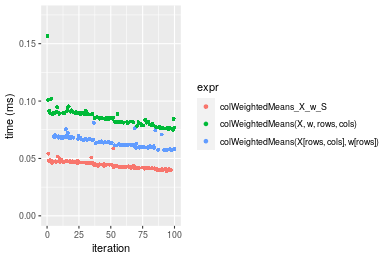 0.15
0.10
0.05
0.00
time (ms)
0
25
50
75
100
iteration
expr
colWeightedMeans_X_w_S
colWeightedMeans(X, w, rows, cols)
colWeightedMeans(X[rows, cols], w[rows])